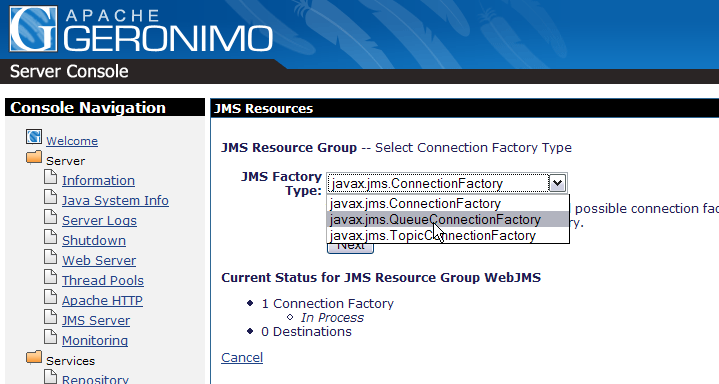 APACHE
GERONIMO
Server Console
Console Navigation
Welcome
Server
Information
Java System Info
Server Logs
Shutdown
Web Server
Thread Pools
Apache HTTP
JMS Server
Monitoring
Services
Repository
JMS Resources
JMS Resource Group -- Select Connection Factory Type
JMS Factory
Type:
javax.jms.ConnectionFactory
javax.jms.ConnectionFactory
possible connection fac
javax.jms.QueueConnectionFactory
javax.jms.TopicConnectionFactory
Next
Current Status for JMS Resource Group WebJMS
1 Connection Factory
In Process
0 Destinations
Cancel